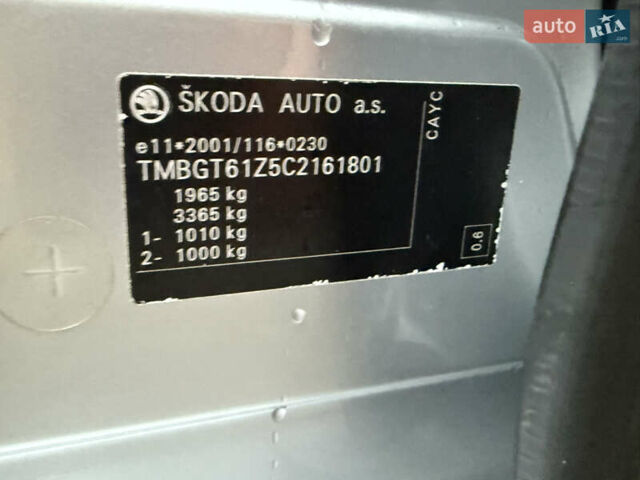 auto RIA
.com
ŠKODA AUTO a.s.
CAYC
e11*2001/116*0230
TMBGT61Z5C2161801
1965 kg
3365 kg
1- 1010 kg
2- 1000 kg
0.6